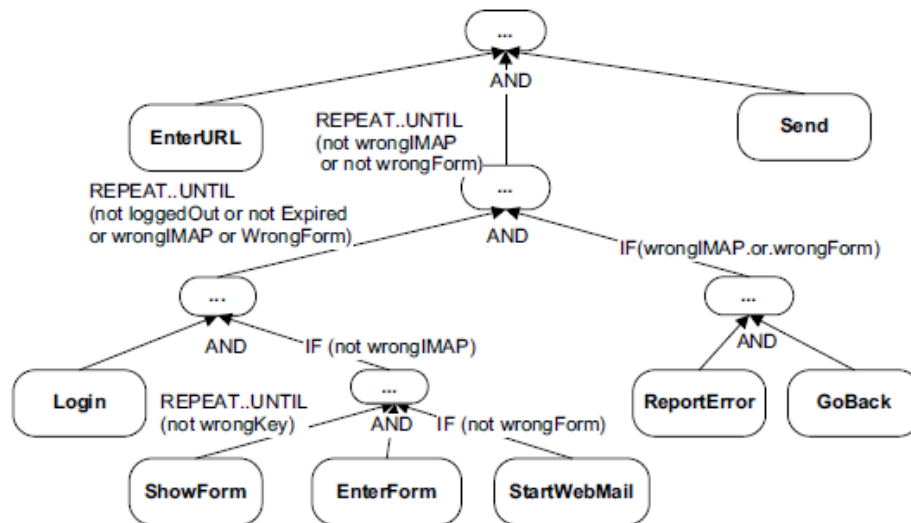 ...
AND
EnterURL
REPEAT..UNTIL
(not wrongIMAP
or not wrongForm)
Send
...
REPEAT..UNTIL
(not loggedOut or not Expired
or wrongIMAP or WrongForm)
AND
IF(wrongIMAP.or.wrongForm)
...
...
AND
IF (not wrongIMAP)
AND
Login
REPEAT..UNTIL
(not wrongKey)
...
AND
IF (not wrongForm)
ReportError
GoBack
ShowForm
EnterForm
StartWebMail